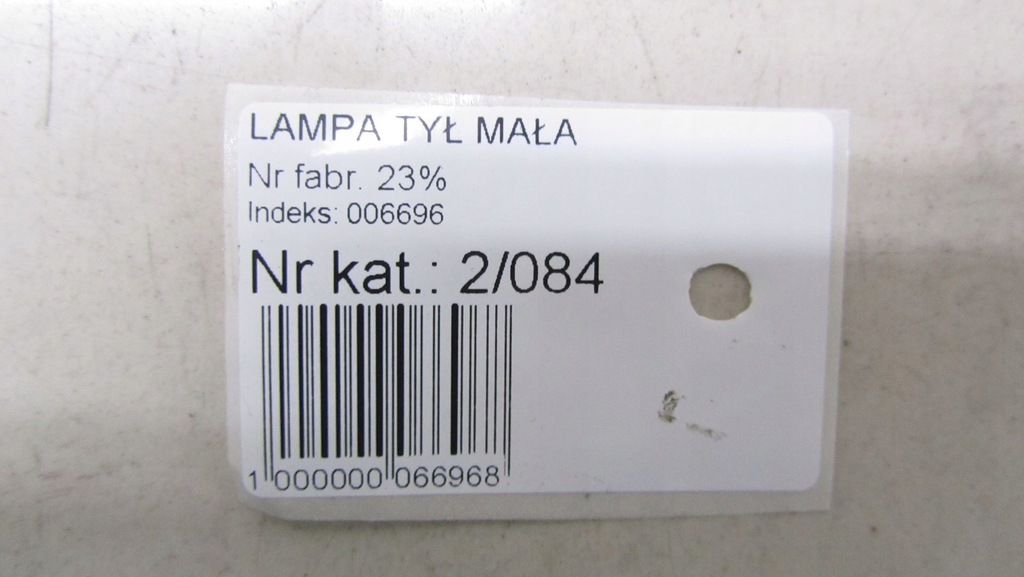 LAMPA TYŁ MAŁA
Nr fabr. 23%
Indeks: 006696
Nr kat.: 2/084
1 000000 066968